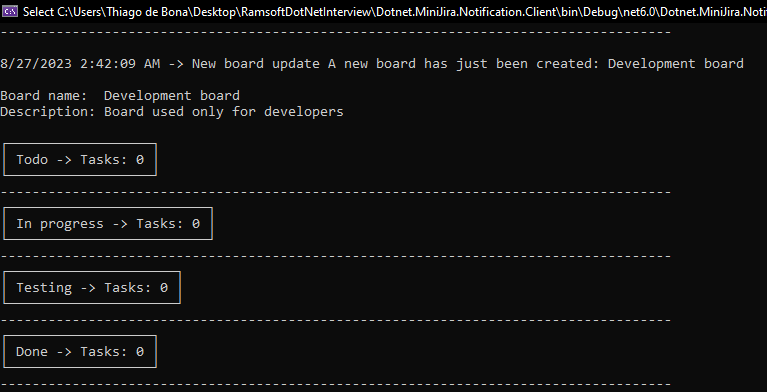 Select C:\Users\Thiago de Bona\Desktop\RamsoftDotNetInterview\Dotnet.MiniJira.Notification.Client\bin\Debug\net6.0\Dotnet.MiniJira.Noti
------------------------------------------------------------------------------------
8/27/2023 2:42:09 AM -> New board update A new board has just been created: Development board
Board name:  Development board
Description: Board used only for developers
Todo -> Tasks: 0
------------------------------------------------------------------------------------
In progress -> Tasks: 0
------------------------------------------------------------------------------------
Testing -> Tasks: 0
------------------------------------------------------------------------------------
Done -> Tasks: 0
------------------------------------------------------------------------------------